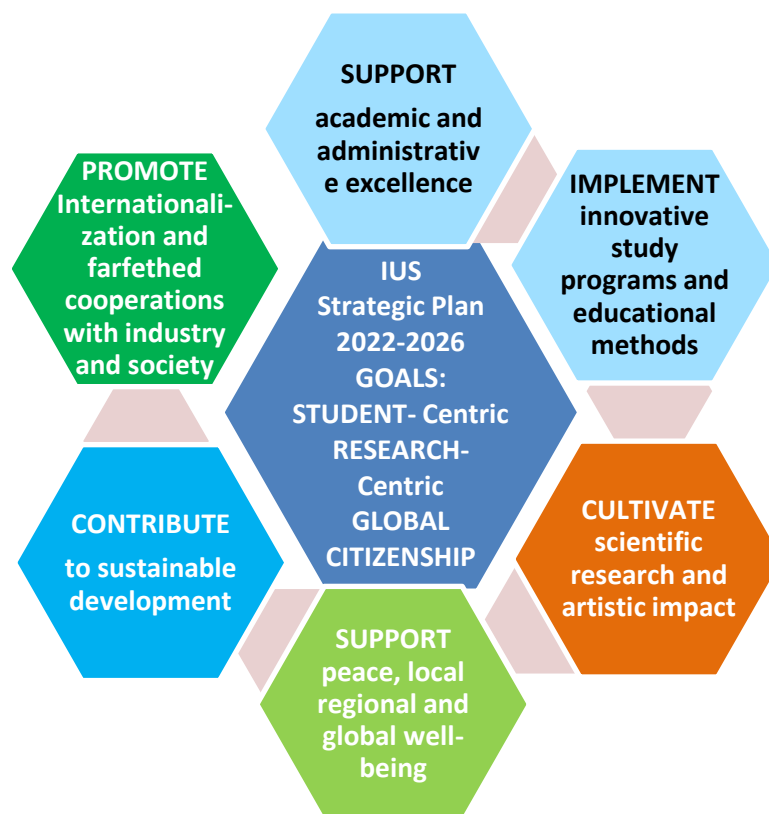 SUPPORT
academic and
administrativ
e excellence
PROMOTE
Internationali-
zation and
farfethed
cooperations
with industry
and society
IMPLEMENT
innovative
study
programs and
educational
methods
IUS
Strategic Plan
2022-2026
GOALS:
STUDENT- Centric
RESEARCH-
Centric
GLOBAL
CITIZENSHIP
CONTRIBUTE
to sustainable
development
CULTIVATE
scientific
research and
artistic impact
SUPPORT
peace, local
regional and
global well-
being